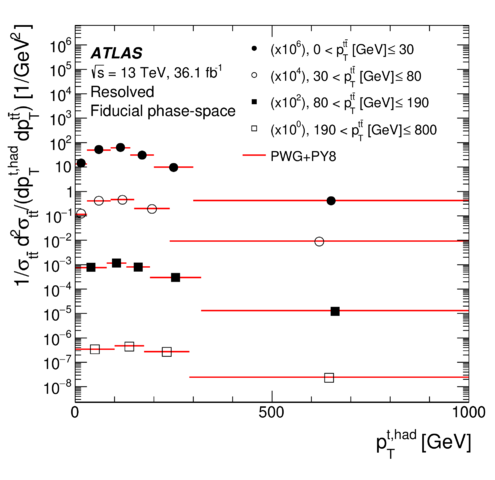 1/σ_tt̄ d²σ_tt̄/(dp_T^t,had dp_T^tt̄) [1/GeV²]
10⁶
10⁵
10⁴
10³
10²
10
1
10⁻¹
10⁻²
10⁻³
10⁻⁴
10⁻⁵
10⁻⁶
10⁻⁷
10⁻⁸
ATLAS
√s = 13 TeV, 36.1 fb⁻¹
Resolved
Fiducial phase-space
(x10⁶), 0 < p_T^tt̄ [GeV]≤ 30
(x10⁴), 30 < p_T^tt̄ [GeV]≤ 80
(x10²), 80 < p_T^tt̄ [GeV]≤ 190
(x10⁰), 190 < p_T^tt̄ [GeV]≤ 800
PWG+PY8
0 500 1000
p_T^t,had [GeV]